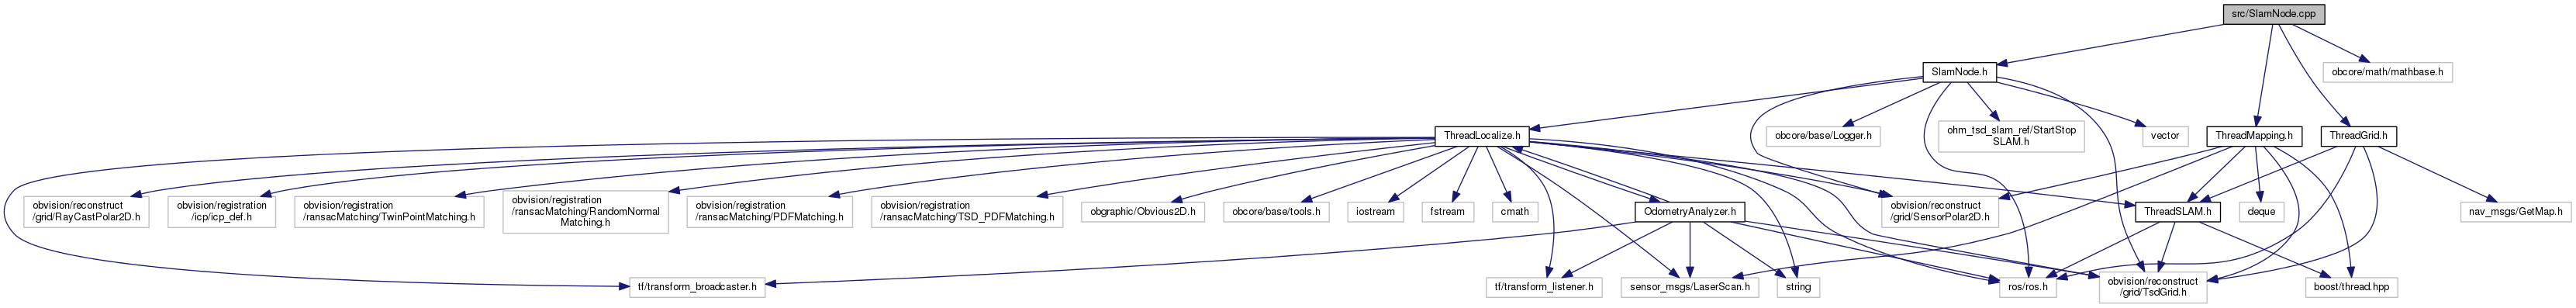 src/SlamNode.cpp
SlamNode.h
obcore/math/mathbase.h
ThreadLocalize.h
obcore/base/Logger.h
ohm_tsd_slam_ref/StartStop
SLAM.h
vector
ThreadMapping.h
ThreadGrid.h
obvision/reconstruct
/grid/RayCastPolar2D.h
obvision/registration
/icp/icp_def.h
obvision/registration
/ransacMatching/TwinPointMatching.h
obvision/registration
/ransacMatching/RandomNormal
Matching.h
obvision/registration
/ransacMatching/PDFMatching.h
obvision/registration
/ransacMatching/TSD_PDFMatching.h
obgraphic/Obvious2D.h
obcore/base/tools.h
iostream
fstream
cmath
OdometryAnalyzer.h
obvision/reconstruct
/grid/SensorPolar2D.h
ThreadSLAM.h
deque
nav_msgs/GetMap.h
tf/transform_broadcaster.h
tf/transform_listener.h
sensor_msgs/LaserScan.h
string
ros/ros.h
obvision/reconstruct
/grid/TsdGrid.h
boost/thread.hpp